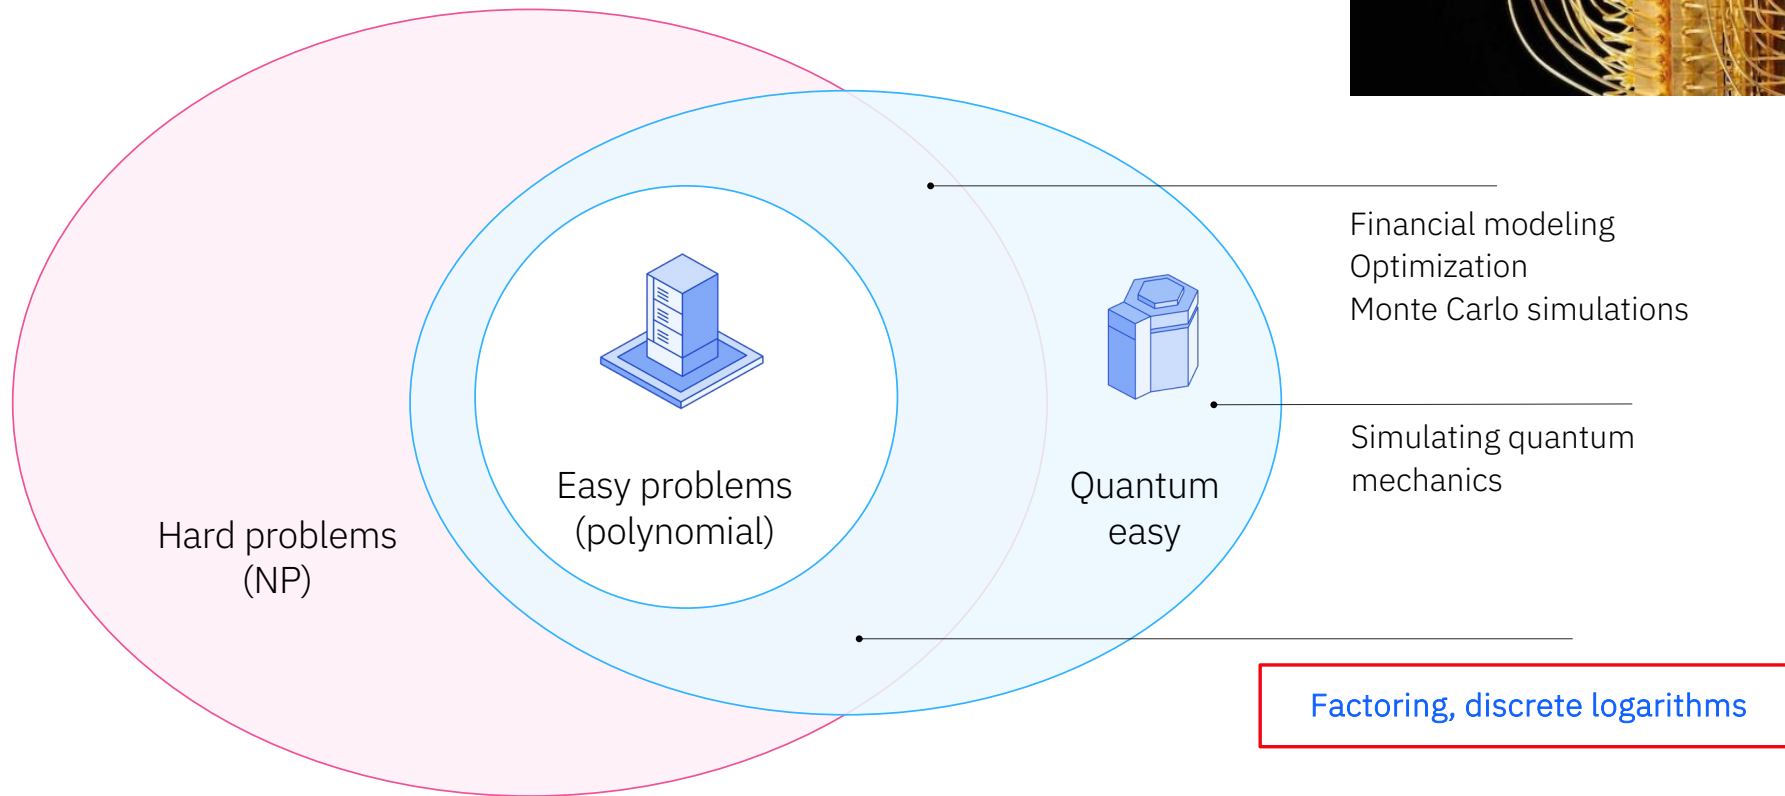 Financial modeling
Optimization
Monte Carlo simulations
Simulating quantum
mechanics
Easy problems
(polynomial)
Quantum
easy
Hard problems
(NP)
Factoring, discrete logarithms